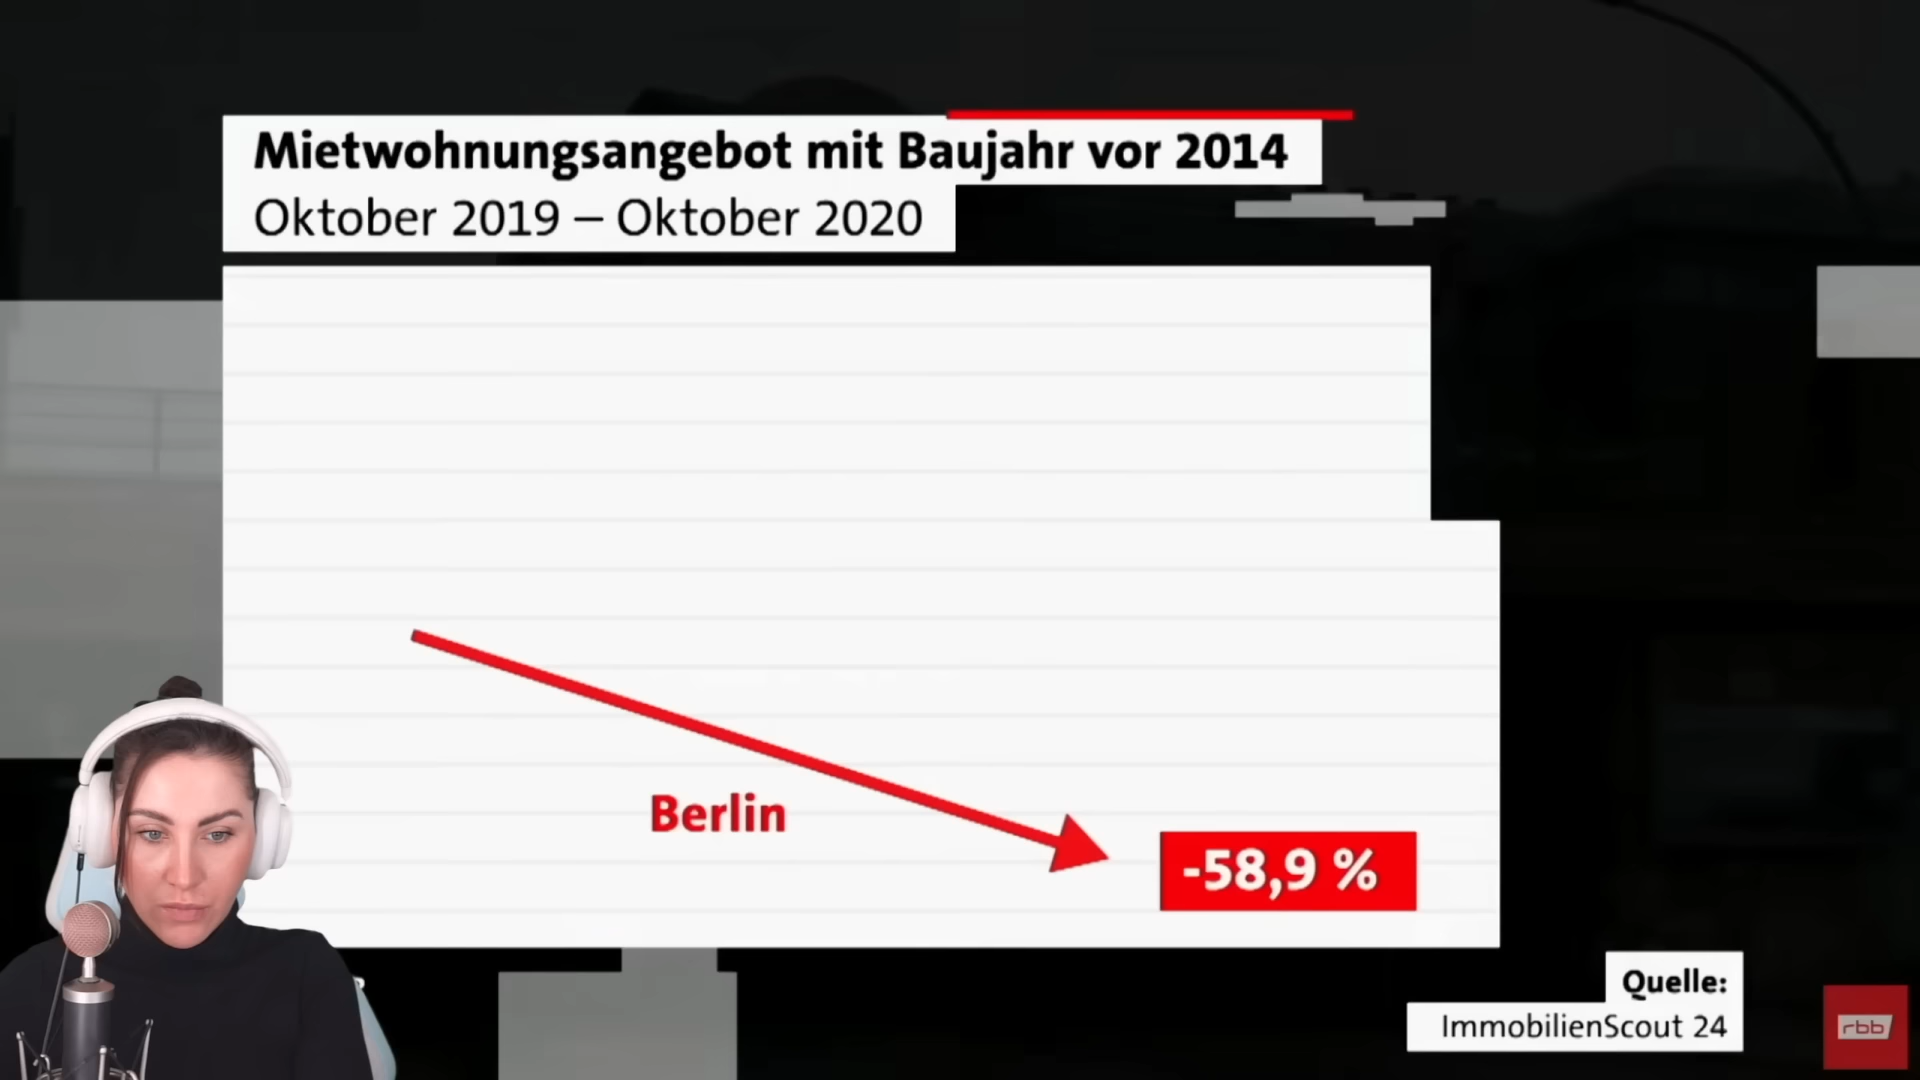 Mietwohnungsangebot mit Baujahr vor 2014
Oktober 2019 – Oktober 2020
Berlin
-58,9 %
Quelle:
ImmobilienScout 24
rbb